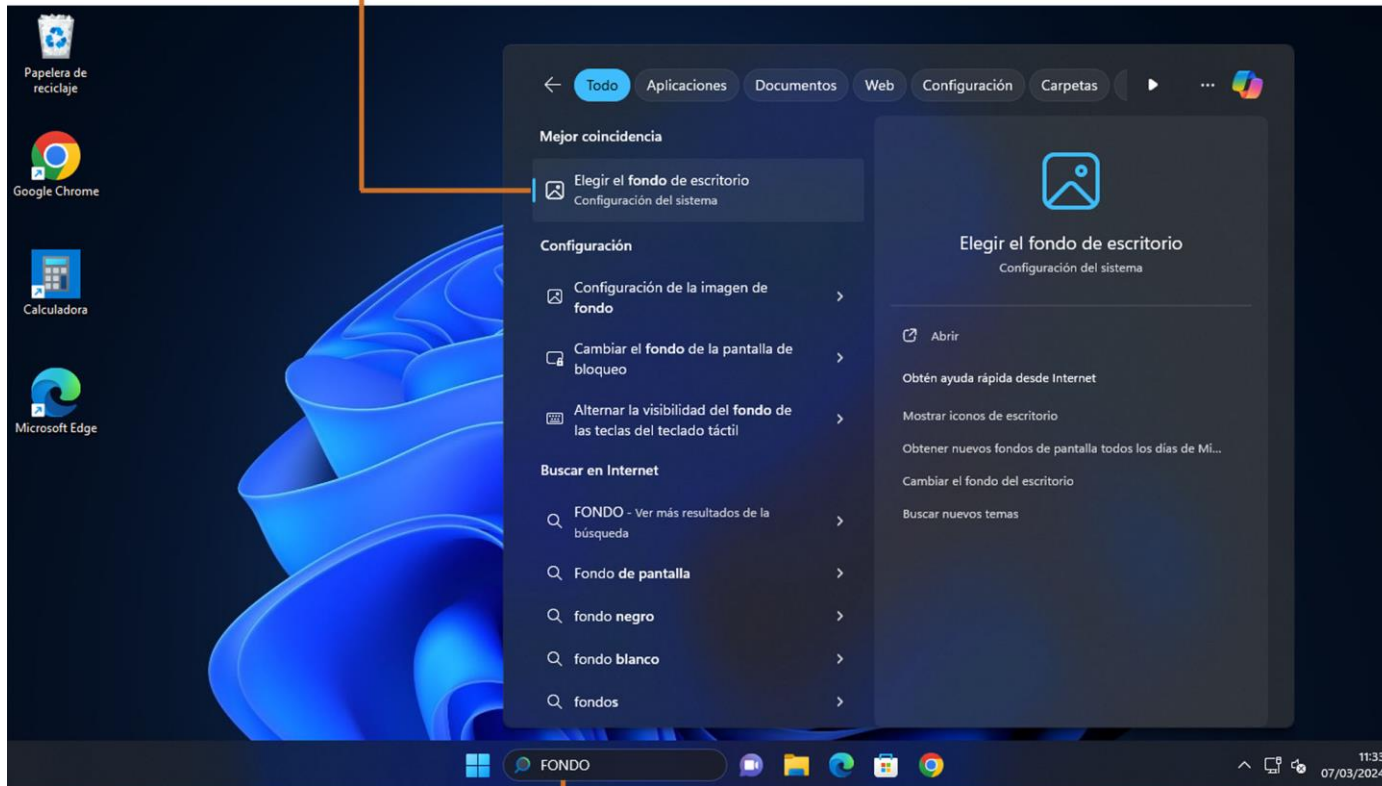 Papelera de
reciclaje
Google Chrome
Calculadora
Microsoft Edge
Todo Aplicaciones Documentos Web Configuración Carpetas
Mejor coincidencia
Elegir el fondo de escritorio
Configuración del sistema
Configuración
Configuración de la imagen de
fondo
Cambiar el fondo de la pantalla de
bloqueo
Alternar la visibilidad del fondo de
las teclas del teclado táctil
Buscar en Internet
FONDO - Ver más resultados de la
búsqueda
Fondo de pantalla
fondo negro
fondo blanco
fondos
Elegir el fondo de escritorio
Configuración del sistema
Abrir
Obtén ayuda rápida desde Internet
Mostrar iconos de escritorio
Obtener nuevos fondos de pantalla todos los días de Mi...
Cambiar el fondo del escritorio
Buscar nuevos temas
FONDO
11:33
07/03/2024